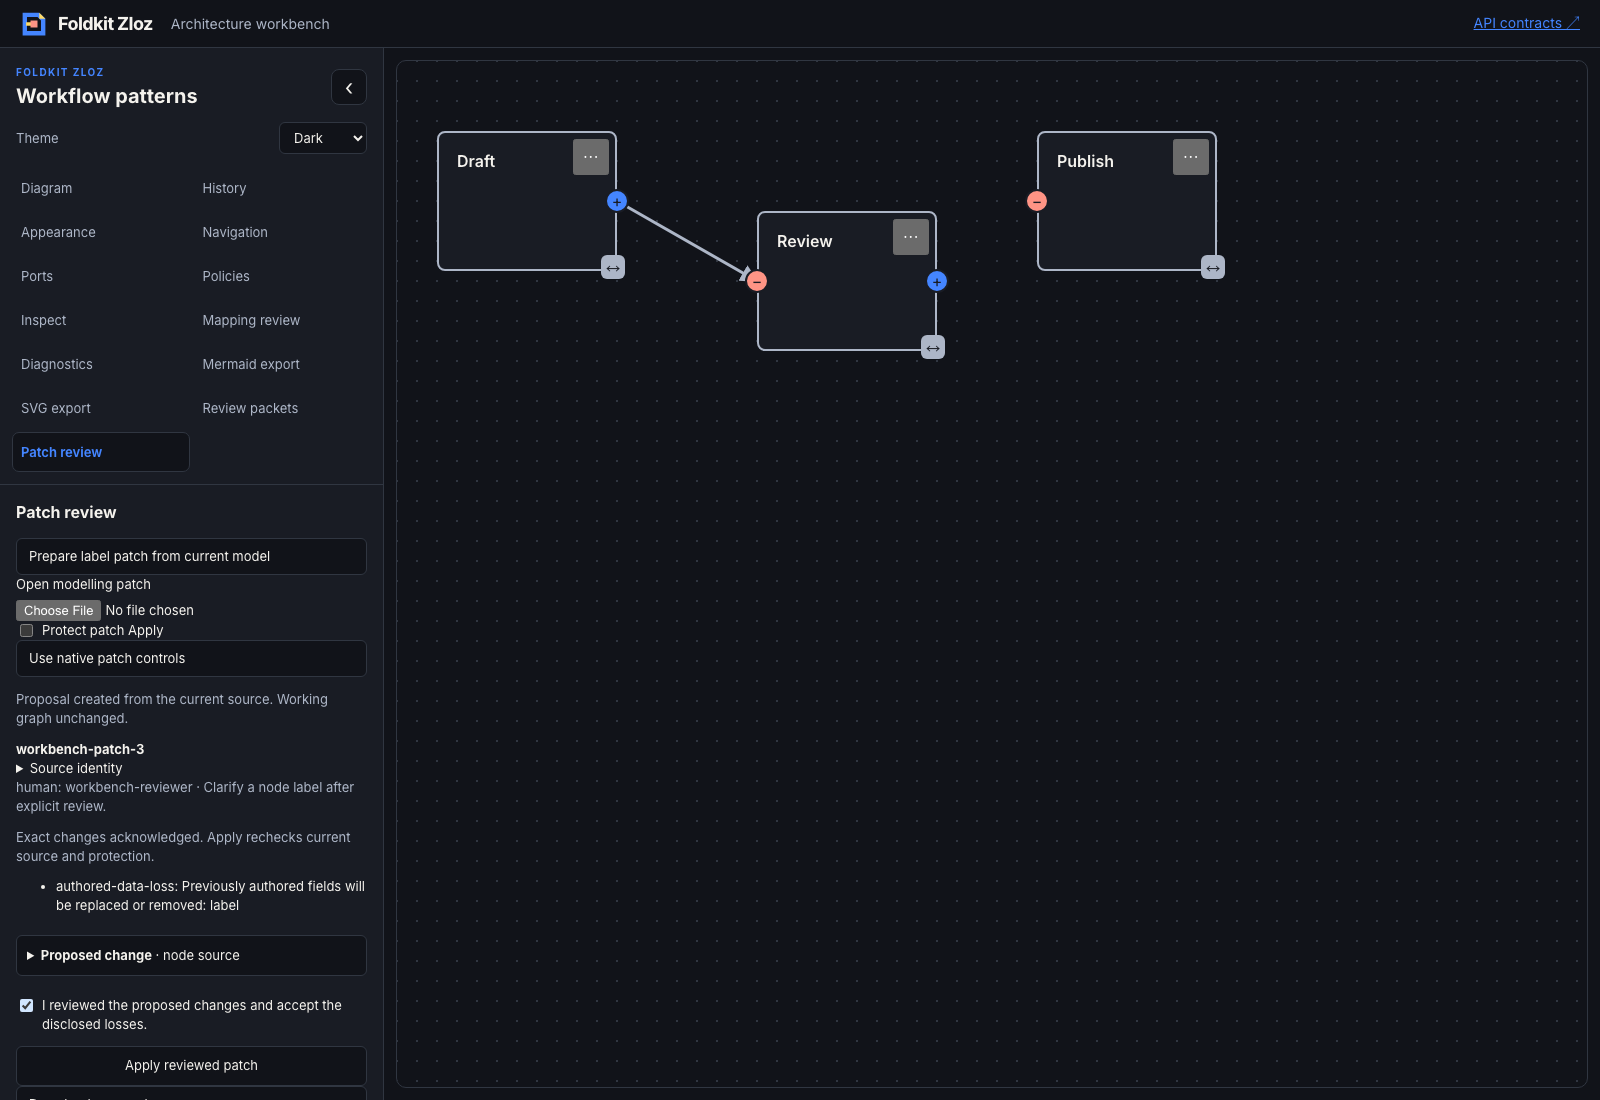 Foldkit Zloz
Architecture workbench
API contracts ↗
FOLDKIT ZLOZ
Workflow patterns
Theme
Dark
Diagram
History
Appearance
Navigation
Ports
Policies
Inspect
Mapping review
Diagnostics
Mermaid export
SVG export
Review packets
Patch review
Patch review
Prepare label patch from current model
Open modelling patch
Choose File No file chosen
Protect patch Apply
Use native patch controls
Proposal created from the current source. Working
graph unchanged.
workbench-patch-3
Source identity
human: workbench-reviewer · Clarify a node label after
explicit review.
Exact changes acknowledged. Apply rechecks current
source and protection.
• authored-data-loss: Previously authored fields will
be replaced or removed: label
Proposed change · node source
I reviewed the proposed changes and accept the
disclosed losses.
Apply reviewed patch
Draft
...
+
Review
...
−
+
Publish
...
−